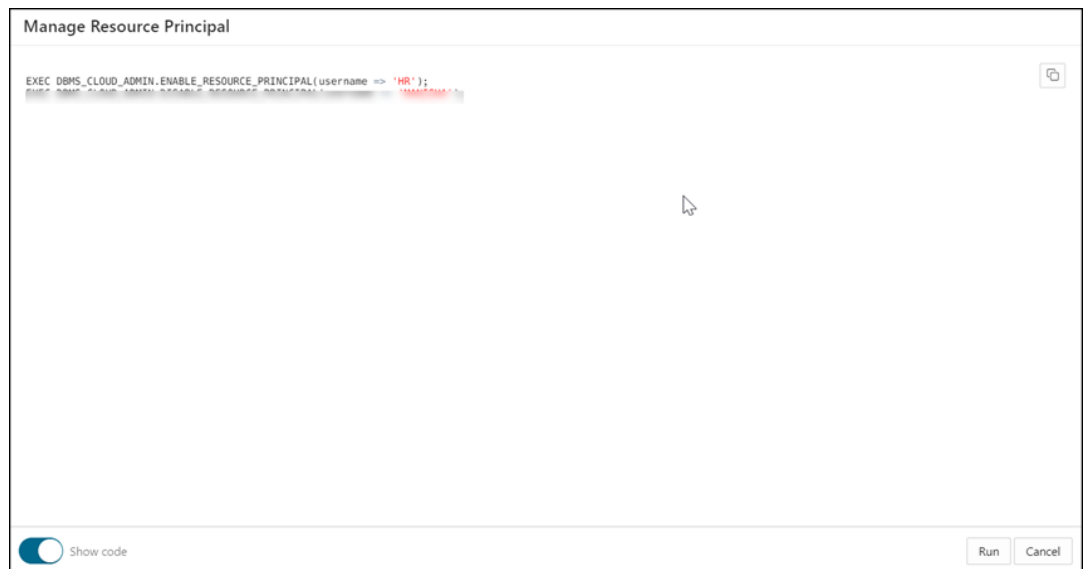 Manage Resource Principal
EXEC DBMS_CLOUD_ADMIN.ENABLE_RESOURCE_PRINCIPAL(username => 'HR');
Show code
Run
Cancel